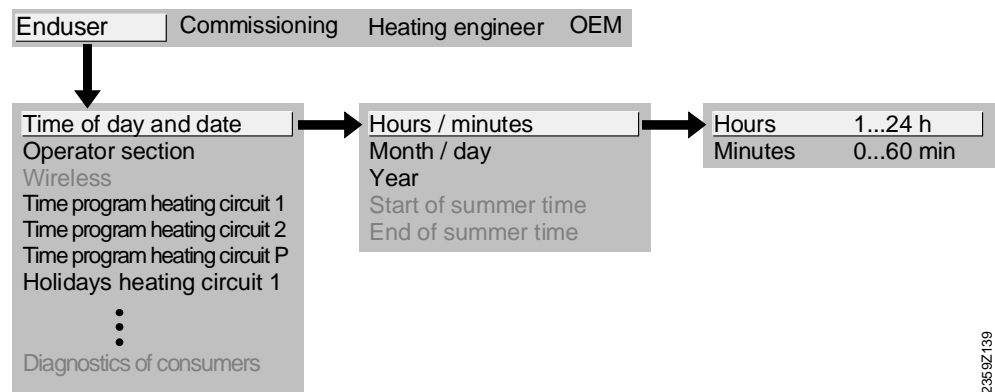 Enduser Commissioning Heating engineer OEM
Time of day and date
Operator section
Wireless
Time program heating circuit 1
Time program heating circuit 2
Time program heating circuit P
Holidays heating circuit 1
Diagnostics of consumers
Hours / minutes
Month / day
Year
Start of summer time
End of summer time
Hours 1...24 h
Minutes 0...60 min
2359Z139